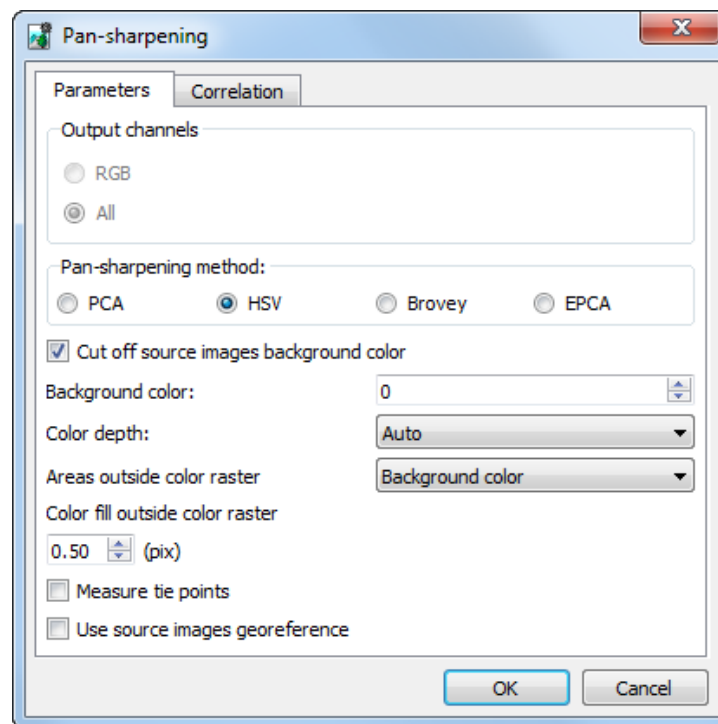 Pan-sharpening
Parameters Correlation
Output channels
RGB
All
Pan-sharpening method:
PCA HSV Brovey EPCA
Cut off source images background color
Background color: 0
Color depth: Auto
Areas outside color raster Background color
Color fill outside color raster
0.50 (pix)
Measure tie points
Use source images georeference
OK Cancel